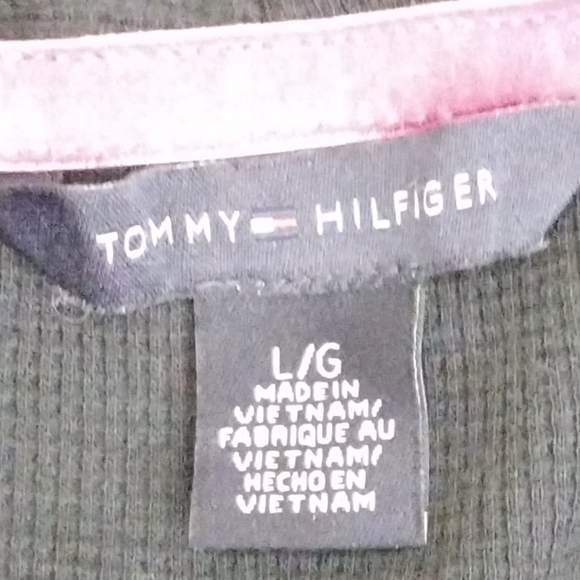 TOMMY HILFIGER
L/G
MADE IN
VIETNAM/
FABRIQUE AU
VIETNAM/
HECHO EN
VIETNAM